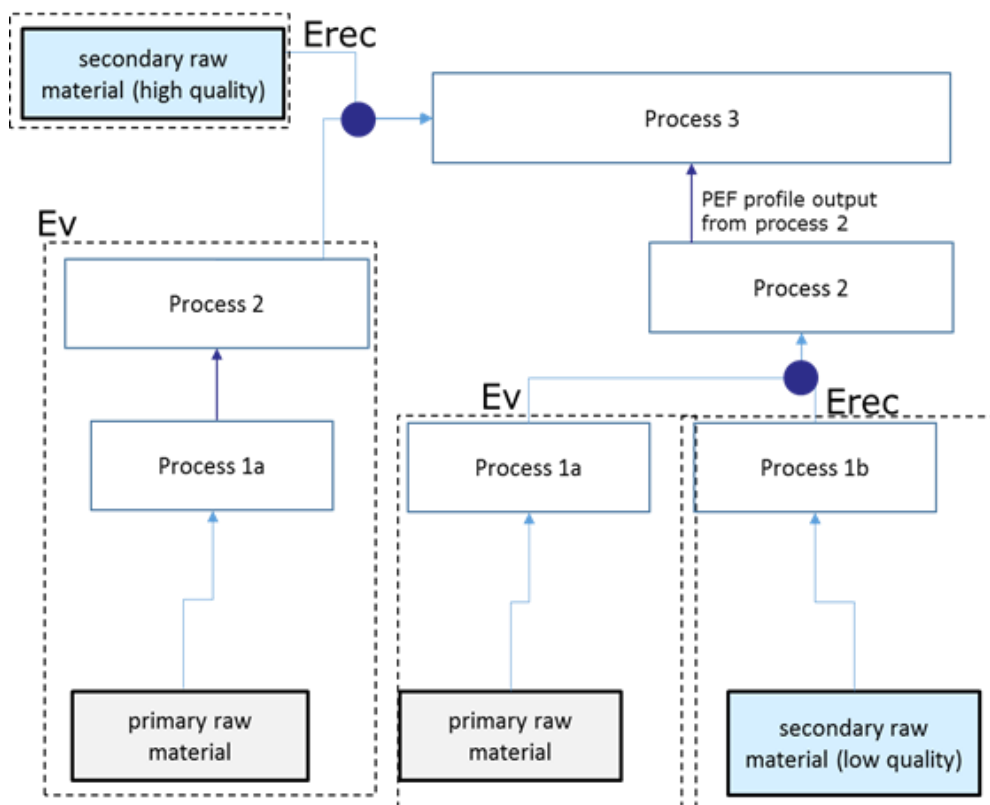 secondary raw
material (high quality)
Erec
Process 3
PEF profile output
from process 2
Ev
Process 2
Process 2
Ev
Erec
Process 1a
Process 1a
Process 1b
primary raw
material
primary raw
material
secondary raw
material (low quality)